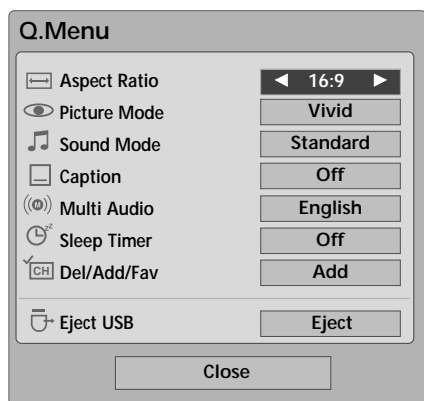 Q.Menu
Aspect Ratio ◀ 16:9 ▶
Picture Mode Vivid
Sound Mode Standard
Caption Off
Multi Audio English
Sleep Timer Off
CH Del/Add/Fav Add
Eject USB Eject
Close